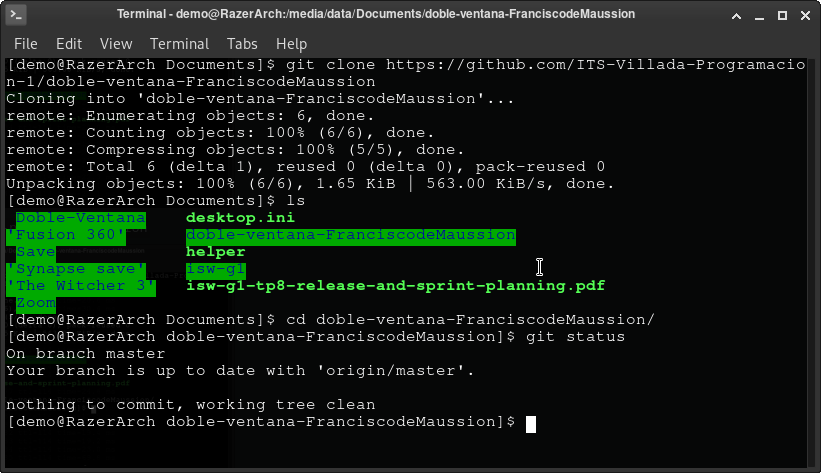 Terminal - demo@RazerArch:/media/data/Documents/doble-ventana-FranciscodeMaussion
File Edit View Terminal Tabs Help
[demo@RazerArch Documents]$ git clone https://github.com/ITS-Villada-Programacio
n-1/doble-ventana-FranciscodeMaussion
Cloning into 'doble-ventana-FranciscodeMaussion'...
remote: Enumerating objects: 6, done.
remote: Counting objects: 100% (6/6), done.
remote: Compressing objects: 100% (5/5), done.
remote: Total 6 (delta 1), reused 0 (delta 0), pack-reused 0
Unpacking objects: 100% (6/6), 1.65 KiB | 563.00 KiB/s, done.
[demo@RazerArch Documents]$ ls
Doble-Ventana desktop.ini
'Fusion 360' doble-ventana-FranciscodeMaussion
Save helper
'Synapse save' isw-g1
'The Witcher 3' isw-g1-tp8-release-and-sprint-planning.pdf
Zoom
[demo@RazerArch Documents]$ cd doble-ventana-FranciscodeMaussion/
[demo@RazerArch doble-ventana-FranciscodeMaussion]$ git status
On branch master
Your branch is up to date with 'origin/master'.
nothing to commit, working tree clean
[demo@RazerArch doble-ventana-FranciscodeMaussion]$